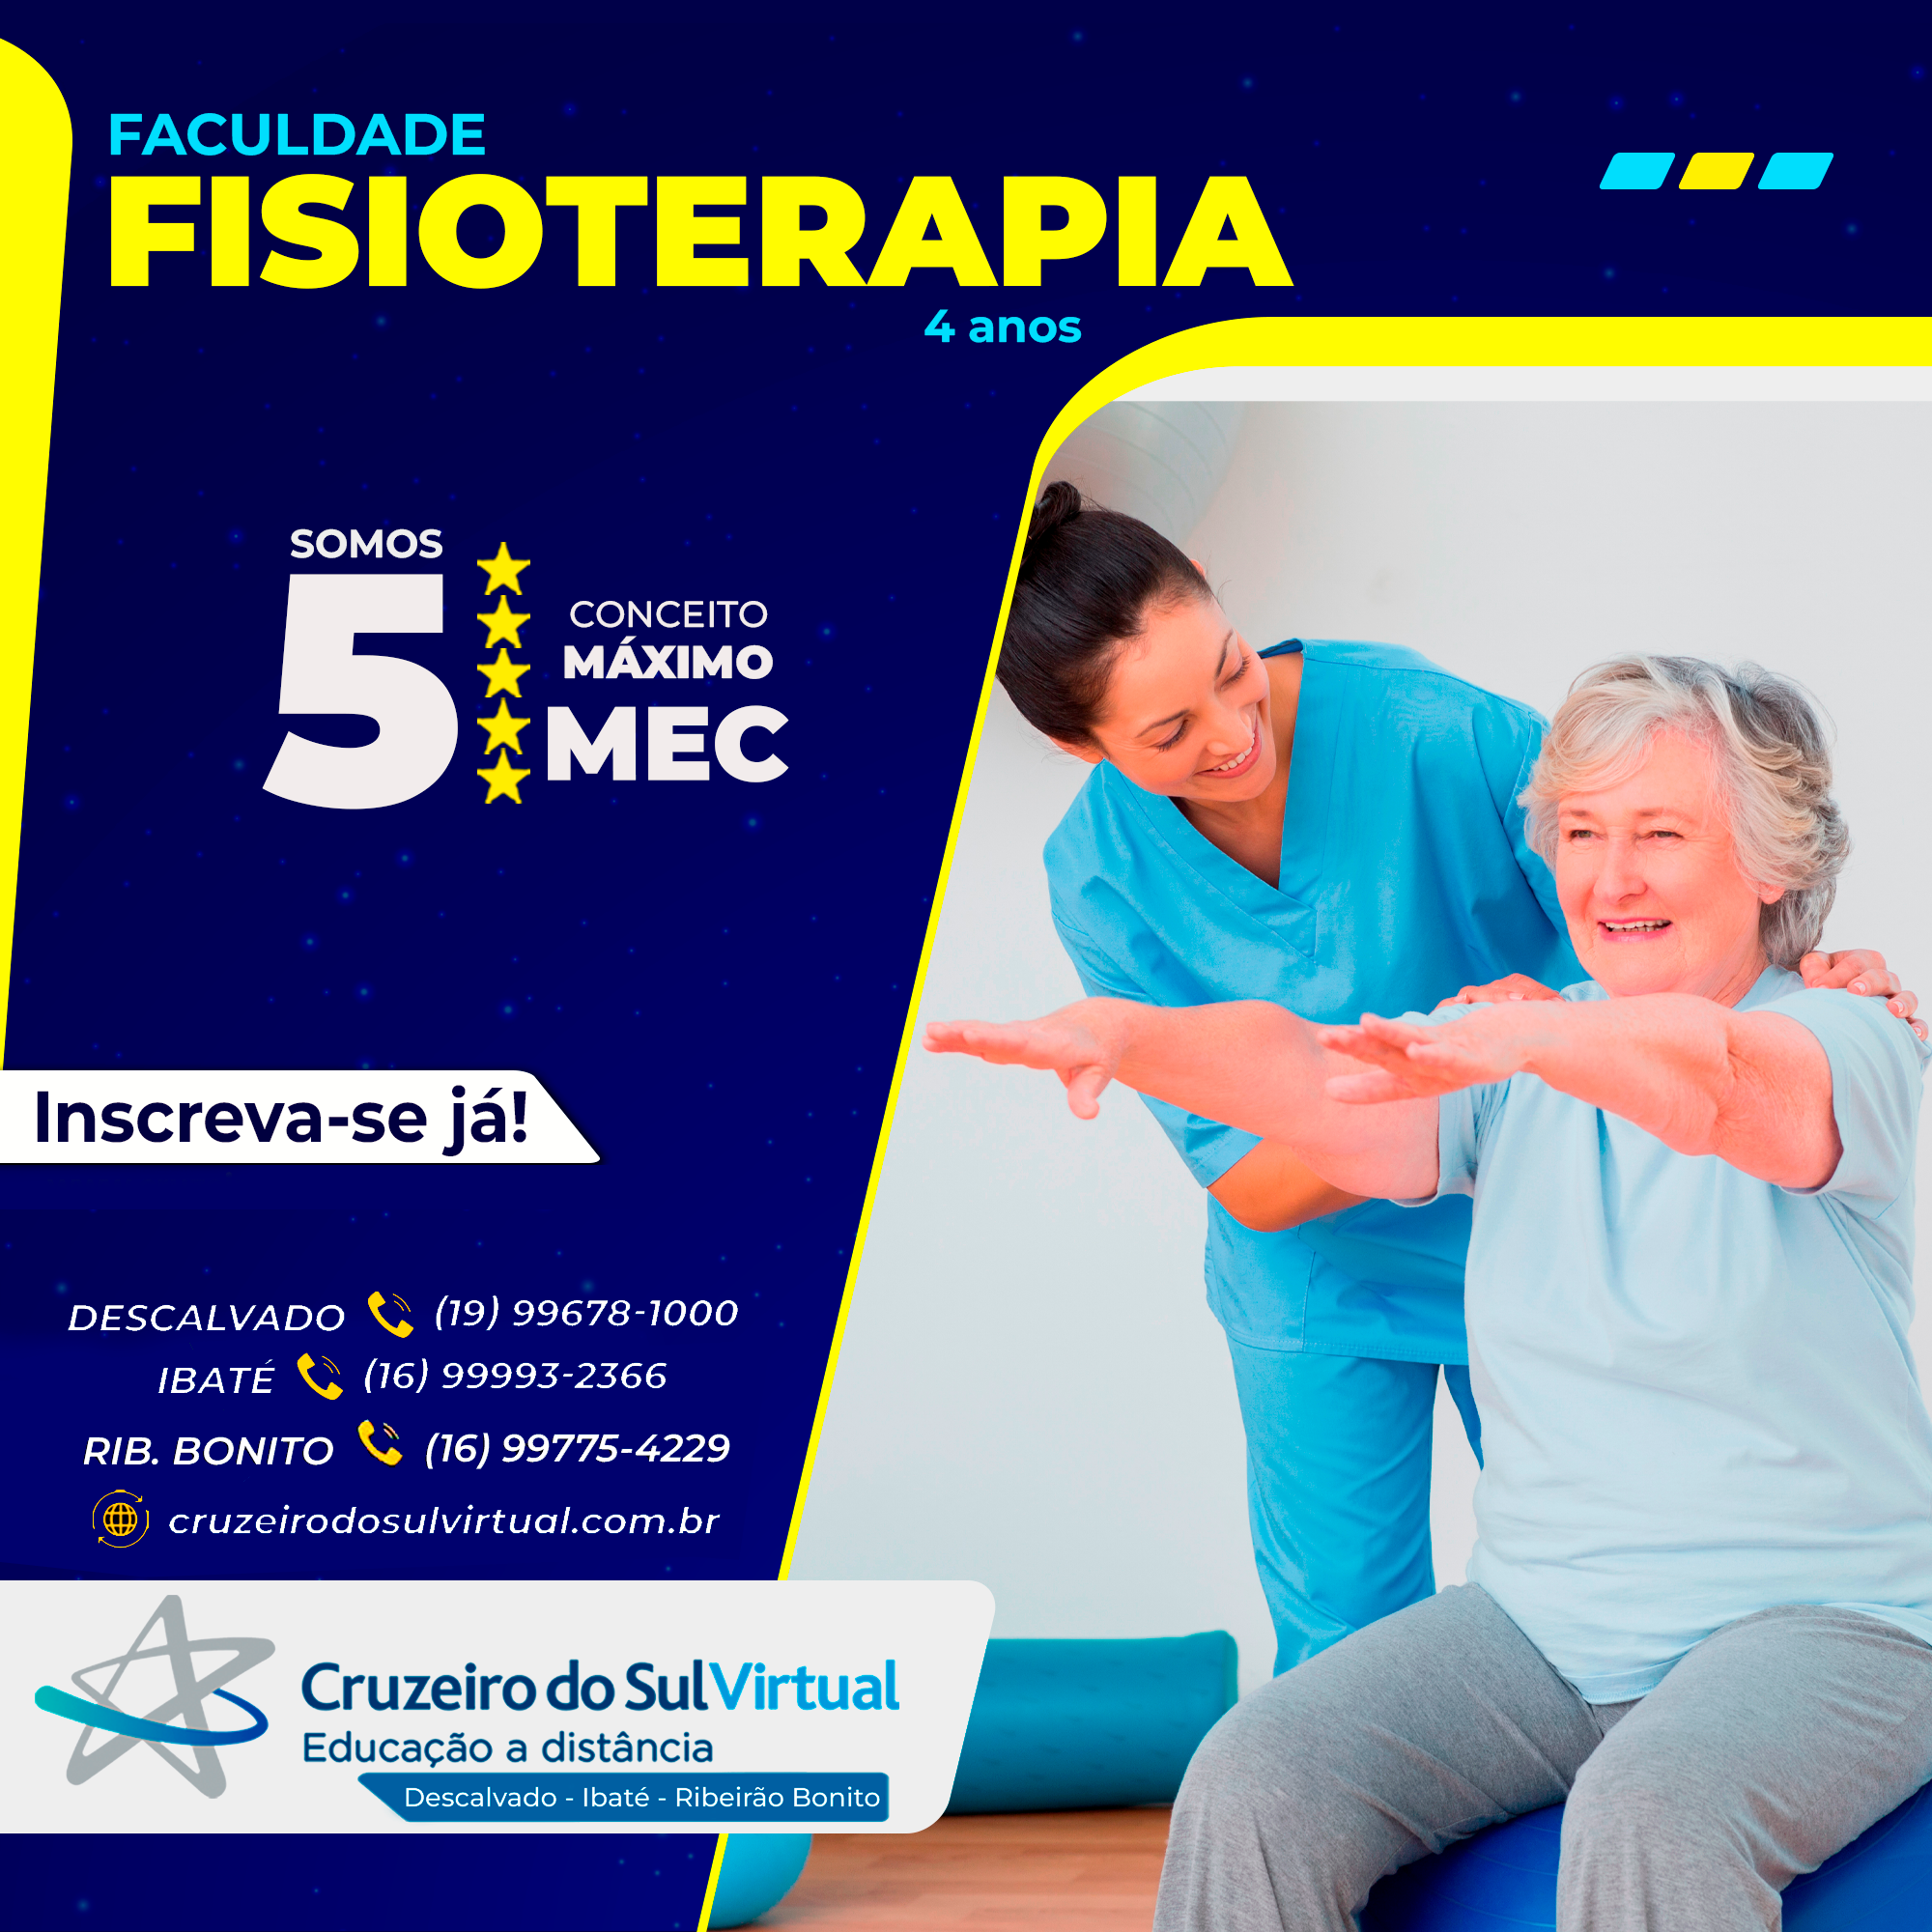 FACULDADE
FISIOTERAPIA
4 anos
SOMOS
5
CONCEITO
MÁXIMO
MEC
Inscreva-se já!
DESCALVADO (19) 99678-1000
IBATÉ (16) 99993-2366
RIB. BONITO (16) 99775-4229
cruzeirodosulvirtual.com.br
Cruzeiro do Sul Virtual
Educação a distância
Descalvado - Ibaté - Ribeirão Bonito